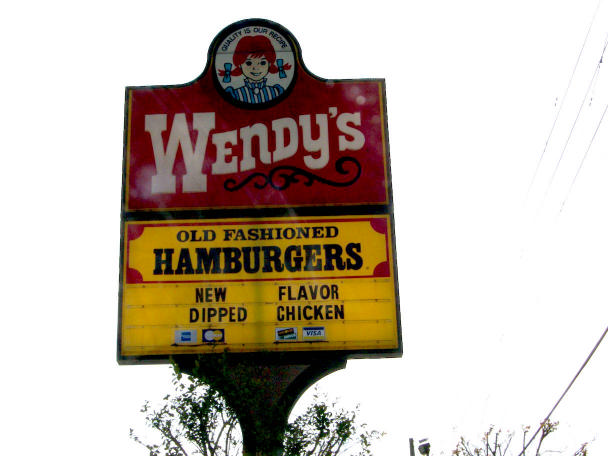 QUALITY IS OUR RECIPE
WENDY'S
OLD FASHIONED
HAMBURGERS
NEW FLAVOR
DIPPED CHICKEN
VISA